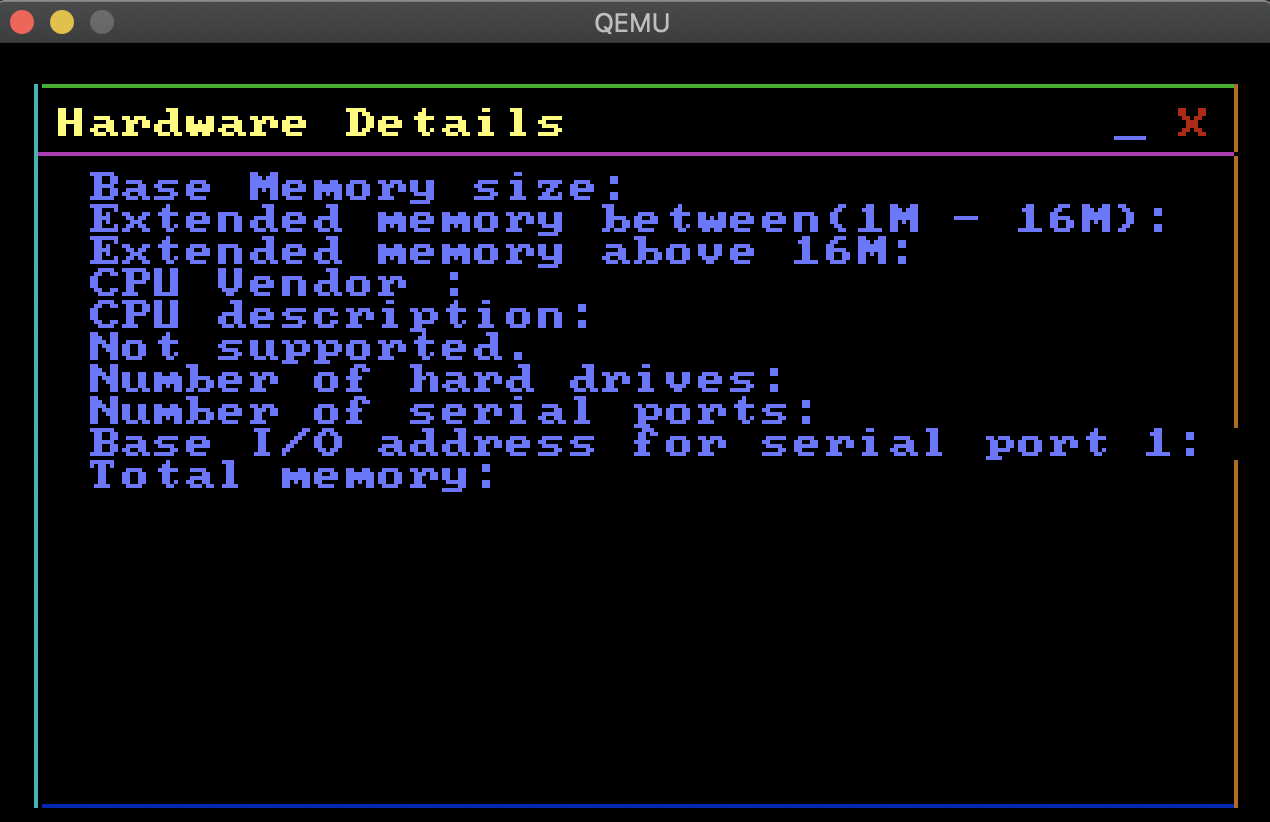 QEMU
Hardware Details _ X
Base Memory size:
Extended memory between(1M - 16M):
Extended memory above 16M:
CPU Vendor :
CPU description:
Not supported.
Number of hard drives:
Number of serial ports:
Base I/O address for serial port 1:
Total memory: